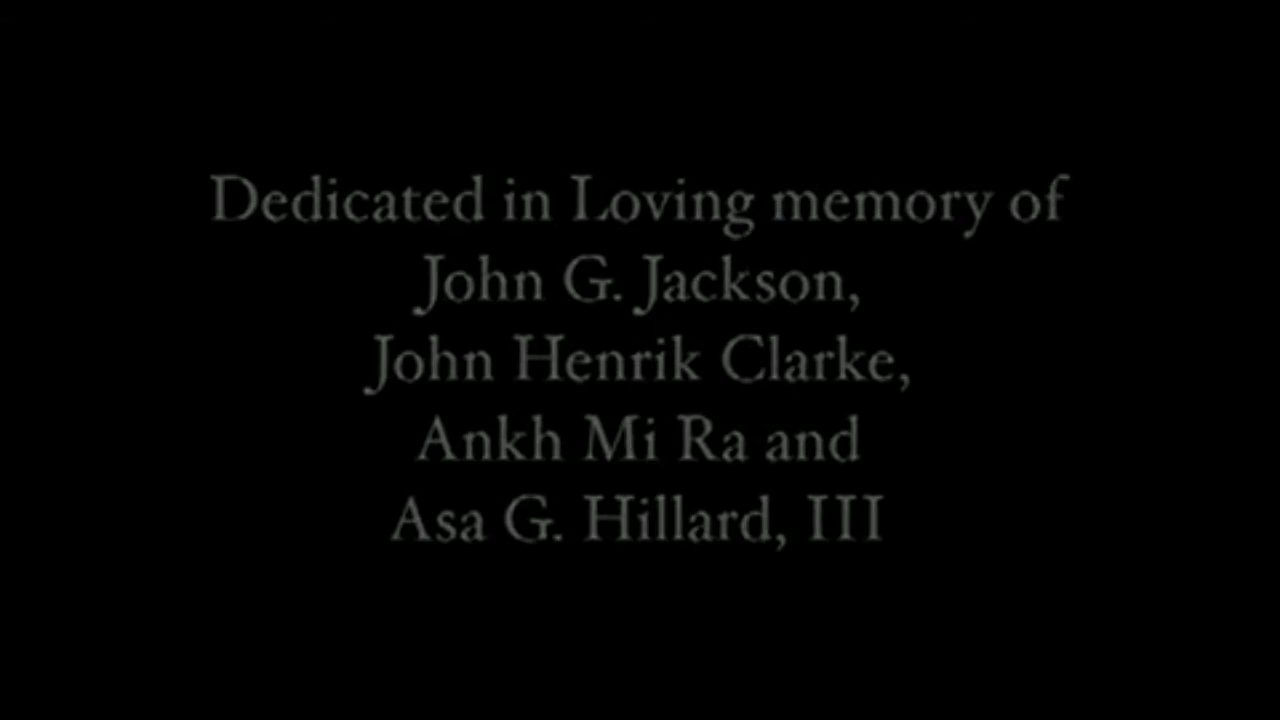 Dedicated in Loving memory of
John G. Jackson,
John Henrik Clarke,
Ankh Mi Ra and
Asa G. Hillard, III